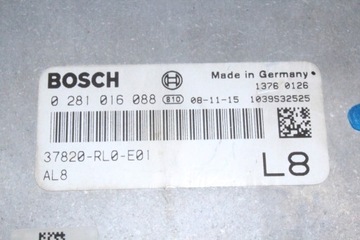 BOSCH Made in Germany
1376 0126
0 281 016 088 810 08-11-15 1039S32525
37820-RL0-E01
AL8 L8